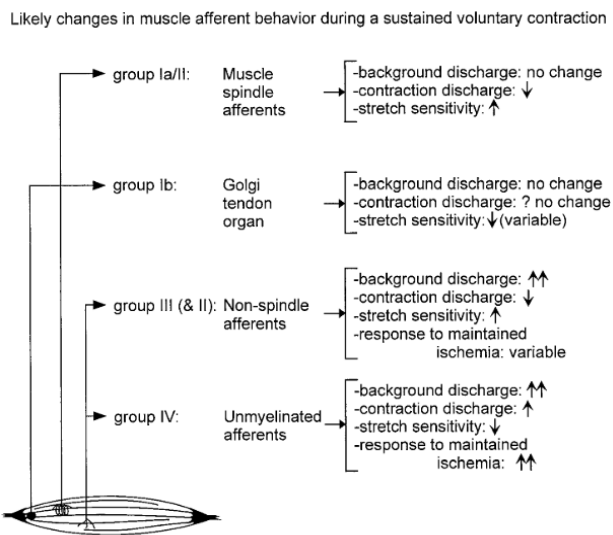 Likely changes in muscle afferent behavior during a sustained voluntary contraction
group Ia/II: Muscle spindle afferents
-background discharge: no change
-contraction discharge: ↓
-stretch sensitivity: ↑
group Ib: Golgi tendon organ
-background discharge: no change
-contraction discharge: ? no change
-stretch sensitivity:↓(variable)
group III (& II): Non-spindle afferents
-background discharge: ↑↑
-contraction discharge: ↓
-stretch sensitivity: ↑
-response to maintained
ischemia: variable
group IV: Unmyelinated afferents
-background discharge: ↑↑
-contraction discharge: ↑
-stretch sensitivity: ↓
-response to maintained
ischemia: ↑↑